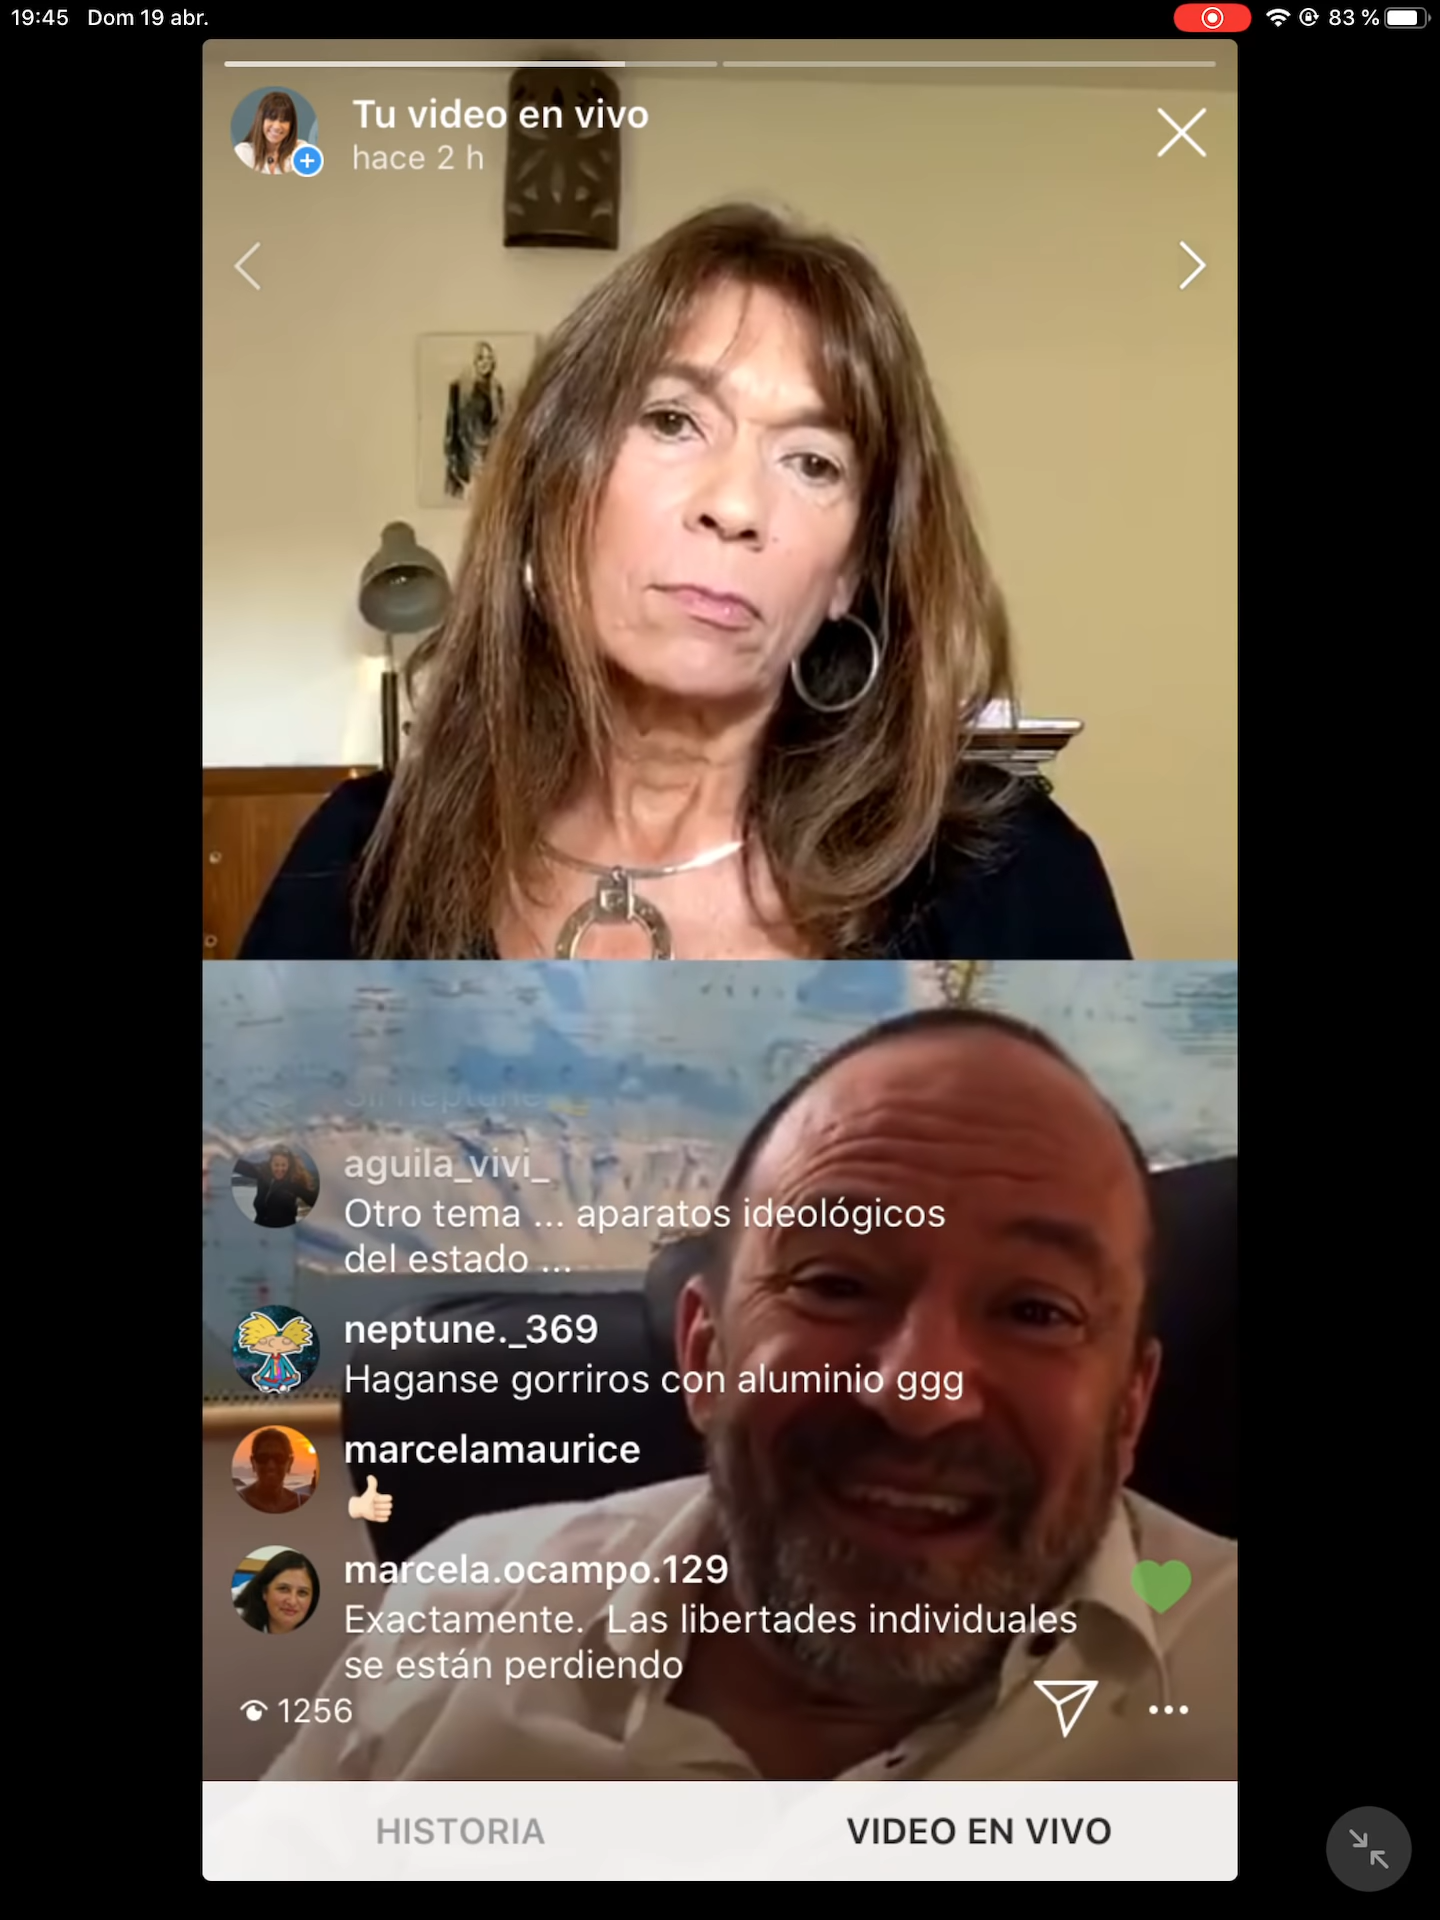 19:45 Dom 19 abr.
83 %
Tu video en vivo
hace 2 h
aguila_vivi_
Otro tema ... aparatos ideológicos
del estado ...
neptune._369
Haganse gorriros con aluminio ggg
marcelamaurice
marcela.ocampo.129
Exactamente. Las libertades individuales
se están perdiendo
1256
HISTORIA
VIDEO EN VIVO